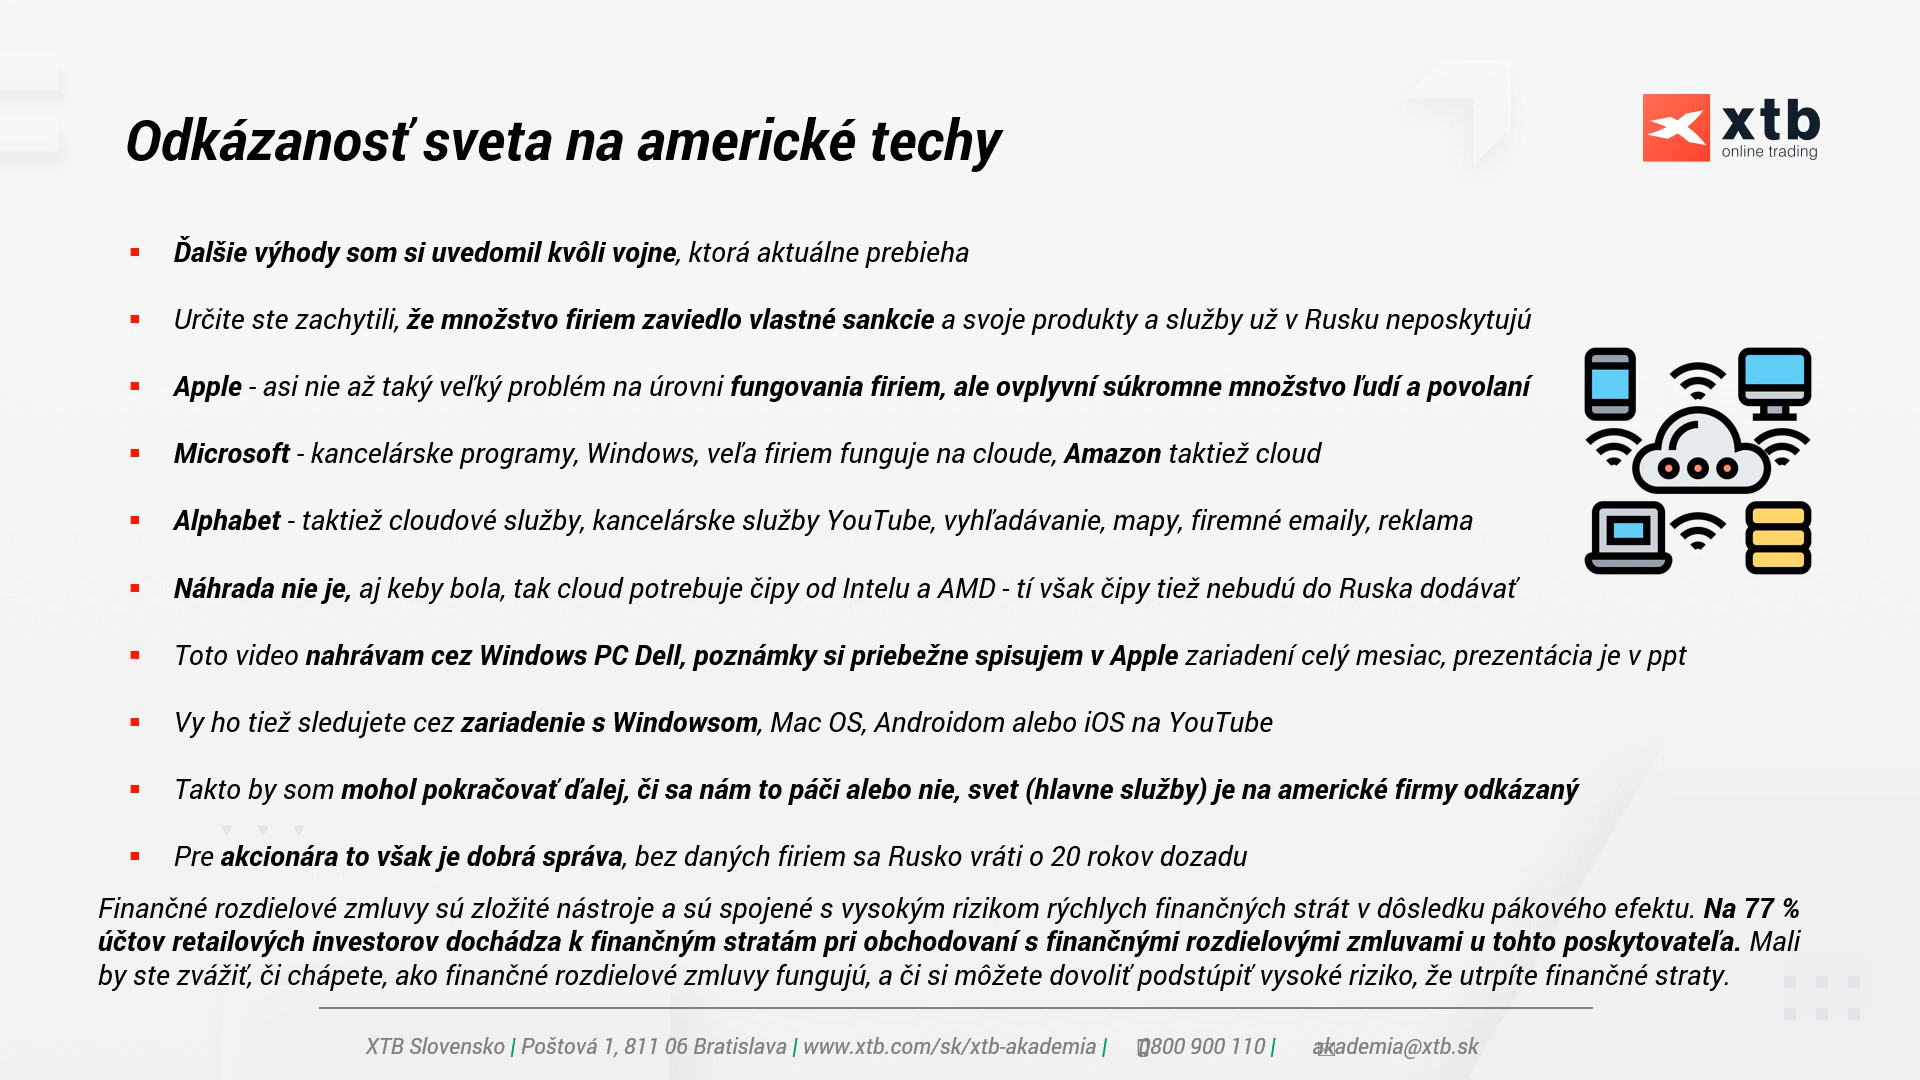 Odkázanosť sveta na americké techy
xtb
online trading
Ďalšie výhody som si uvedomil kvôli vojne, ktorá aktuálne prebieha
Určite ste zachytili, že množstvo firiem zaviedlo vlastné sankcie a svoje produkty a služby už v Rusku neposkytujú
Apple - asi nie až taký veľký problém na úrovni fungovania firiem, ale ovplyvní súkromne množstvo ľudí a povolaní
Microsoft - kancelárske programy, Windows, veľa firiem funguje na cloude, Amazon taktiež cloud
Alphabet - taktiež cloudové služby, kancelárske služby YouTube, vyhľadávanie, mapy, firemné emaily, reklama
Náhrada nie je, aj keby bola, tak cloud potrebuje čipy od Intelu a AMD - tí však čipy tiež nebudú do Ruska dodávať
Toto video nahrávam cez Windows PC Dell, poznámky si priebežne spisujem v Apple zariadení celý mesiac, prezentácia je v ppt
Vy ho tiež sledujete cez zariadenie s Windowsom, Mac OS, Androidom alebo iOS na YouTube
Takto by som mohol pokračovať ďalej, či sa nám to páči alebo nie, svet (hlavne služby) je na americké firmy odkázaný
Pre akcionára to však je dobrá správa, bez daných firiem sa Rusko vráti o 20 rokov dozadu
Finančné rozdielové zmluvy sú zložité nástroje a sú spojené s vysokým rizikom rýchlych finančných strát v dôsledku pákového efektu. Na 77 %
účtov retailových investorov dochádza k finančným stratám pri obchodovaní s finančnými rozdielovými zmluvami u tohto poskytovateľa. Mali
by ste zvážiť, či chápete, ako finančné rozdielové zmluvy fungujú, a či si môžete dovoliť podstúpiť vysoké riziko, že utrpíte finančné straty.
XTB Slovensko | Poštová 1, 811 06 Bratislava | www.xtb.com/sk/xtb-akademia | 0800 900 110 | akademia@xtb.sk